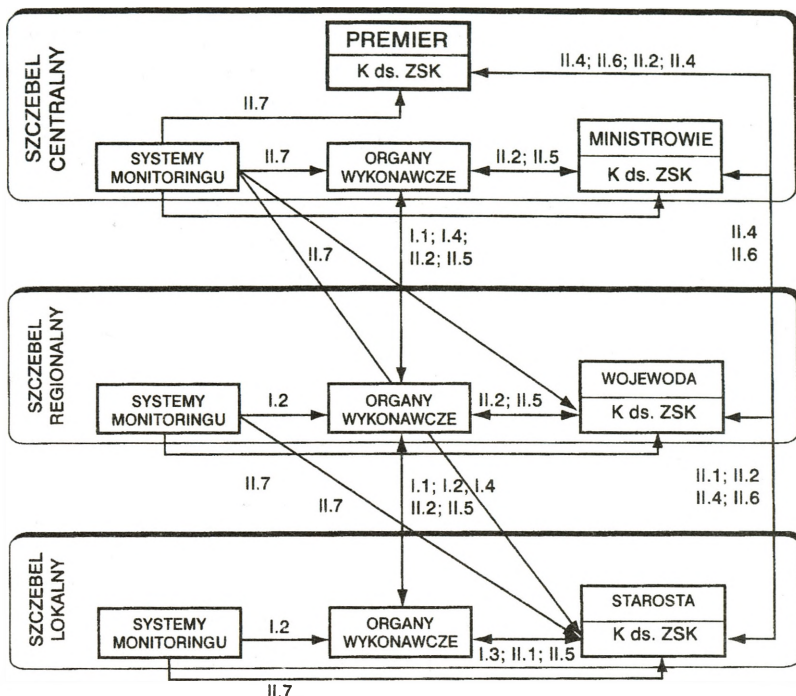 SZCZEBEL
CENTRALNY
PREMIER
K ds. ZSK
II.4; II.6; II.2; II.4
II.7
SYSTEMY
MONITORINGU
II.7
ORGANY
WYKONAWCZE
II.2; II.5
MINISTROWIE
K ds. ZSK
II.7
I.1; I.4;
II.2; II.5
II.4
II.6
SZCZEBEL
REGIONALNY
SYSTEMY
MONITORINGU
I.2
ORGANY
WYKONAWCZE
II.2; II.5
WOJEWODA
K ds. ZSK
II.7
II.7
I.1; I.2, I.4
II.2; II.5
II.1; II.2
II.4; II.6
SZCZEBEL
LOKALNY
SYSTEMY
MONITORINGU
I.2
ORGANY
WYKONAWCZE
I.3; II.1; II.5
STAROSTA
K ds. ZSK
II.7